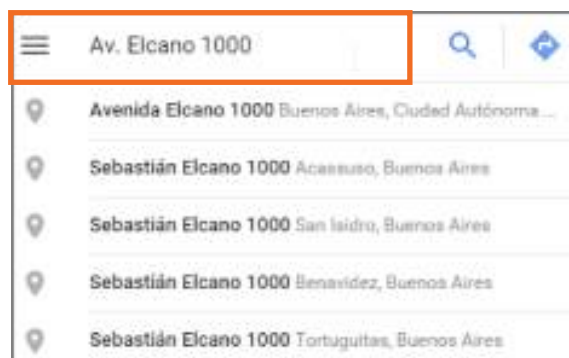 Av. Elcano 1000
Avenida Elcano 1000 Buenos Aires, Ciudad Autónoma ...
Sebastián Elcano 1000 Acassuso, Buenos Aires
Sebastián Elcano 1000 San Isidro, Buenos Aires
Sebastián Elcano 1000 Benavidez, Buenos Aires
Sebastián Elcano 1000 Tortuguitas, Buenos Aires